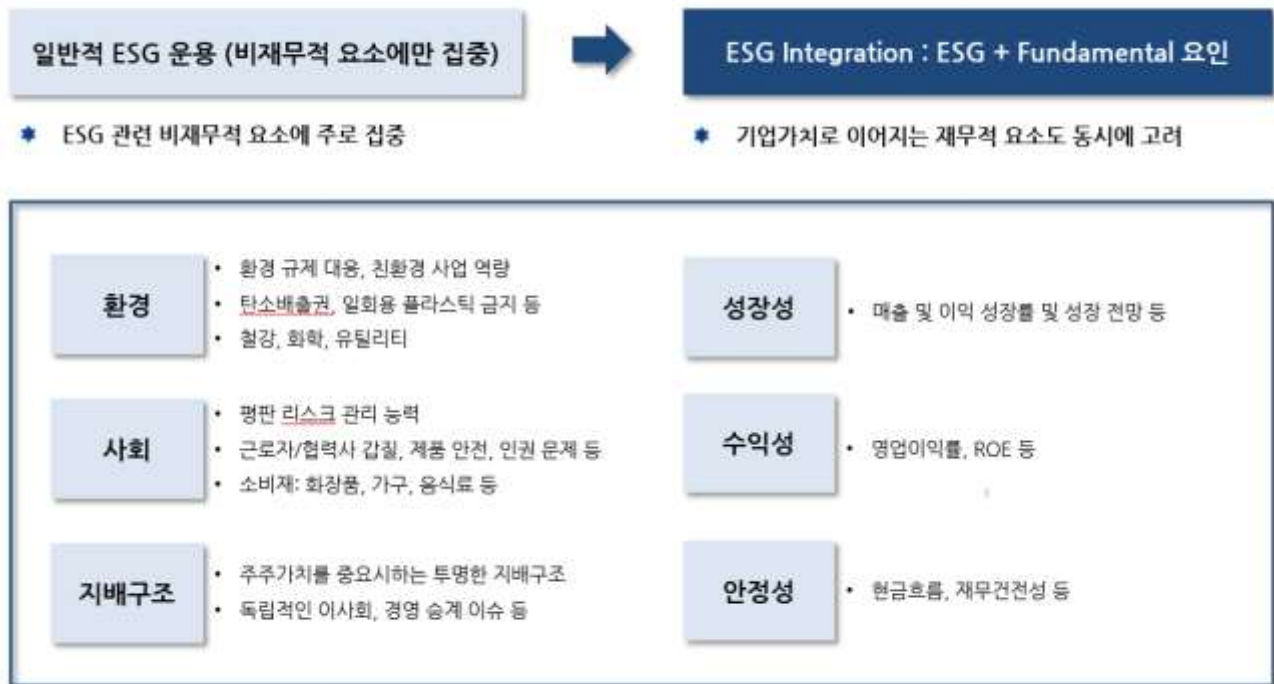 일반적 ESG 운용 (비재무적 요소에만 집중)
ESG Integration : ESG + Fundamental 요인
ESG 관련 비재무적 요소에 주로 집중
기업가치로 이어지는 재무적 요소도 동시에 고려
환경
• 환경 규제 대응, 친환경 사업 역량
• 탄소배출권, 일회용 플라스틱 금지 등
• 철강, 화학, 유틸리티
사회
• 평판 리스크 관리 능력
• 근로자/협력사 갑질, 제품 안전, 인권 문제 등
• 소비재: 화장품, 가구, 음식료 등
지배구조
• 주주가치를 중요시하는 투명한 지배구조
• 독립적인 이사회, 경영 승계 이슈 등
성장성
• 매출 및 이익 성장률 및 성장 전망 등
수익성
• 영업이익률, ROE 등
안정성
• 현금흐름, 재무건전성 등